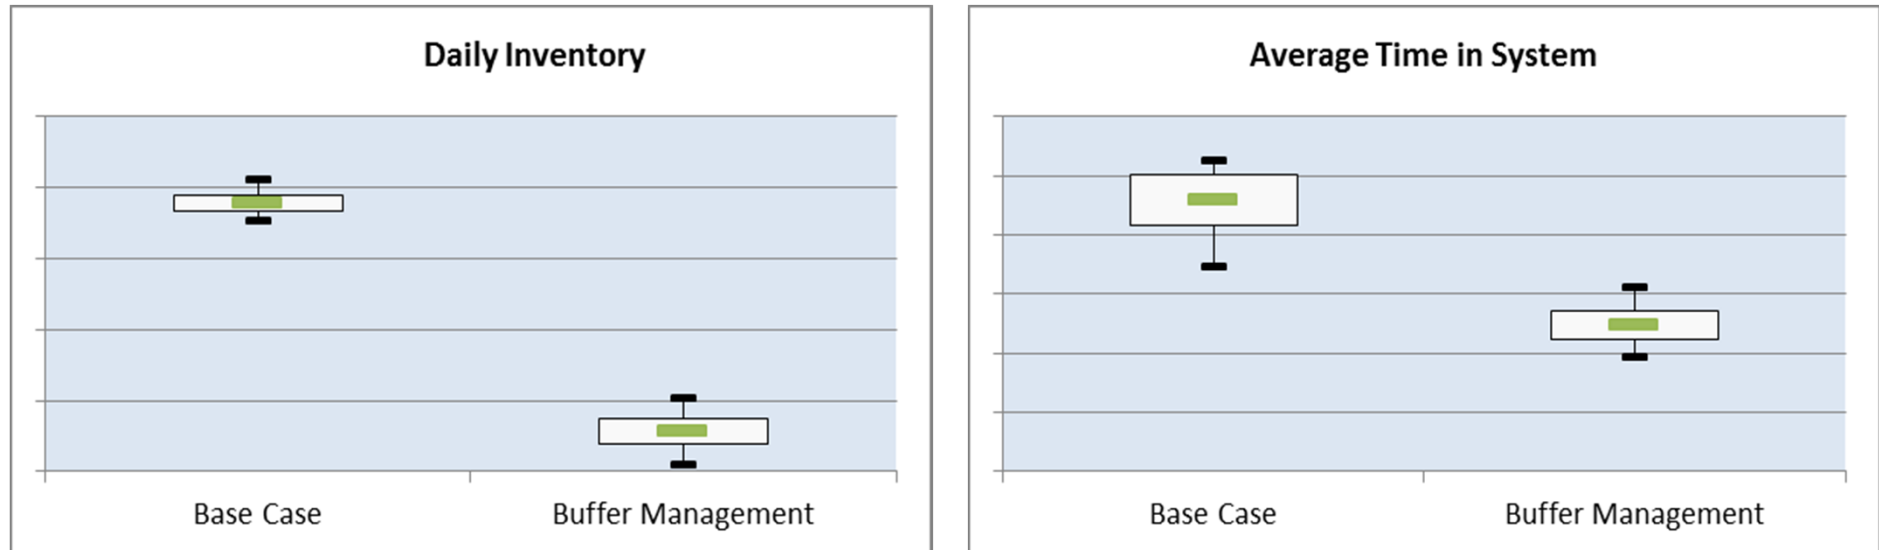 Daily Inventory
Base Case
Buffer Management
Average Time in System
Base Case
Buffer Management